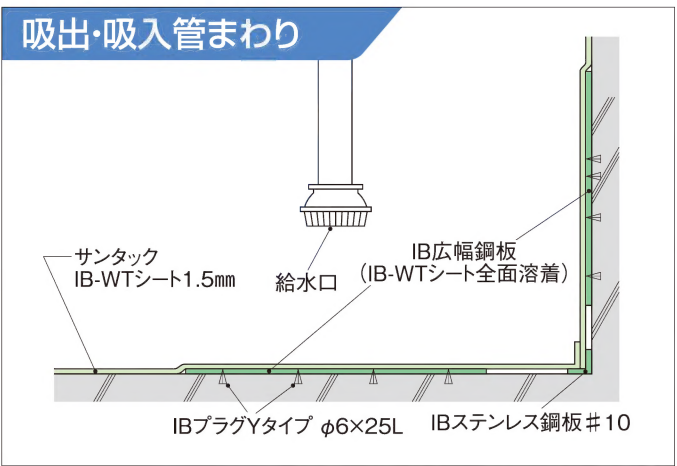 吸出・吸入管まわり
サンタック
IB-WTシート1.5㎜
給水口
IB広幅鋼板
（IB-WTシート全面溶着）
IBプラグYタイプ φ6×25L
IBステンレス鋼板♯10